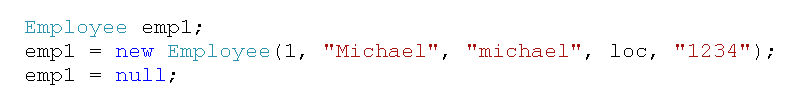 Employee emp1;
emp1 = new Employee(1, "Michael", "michael", loc, "1234");
emp1 = null;